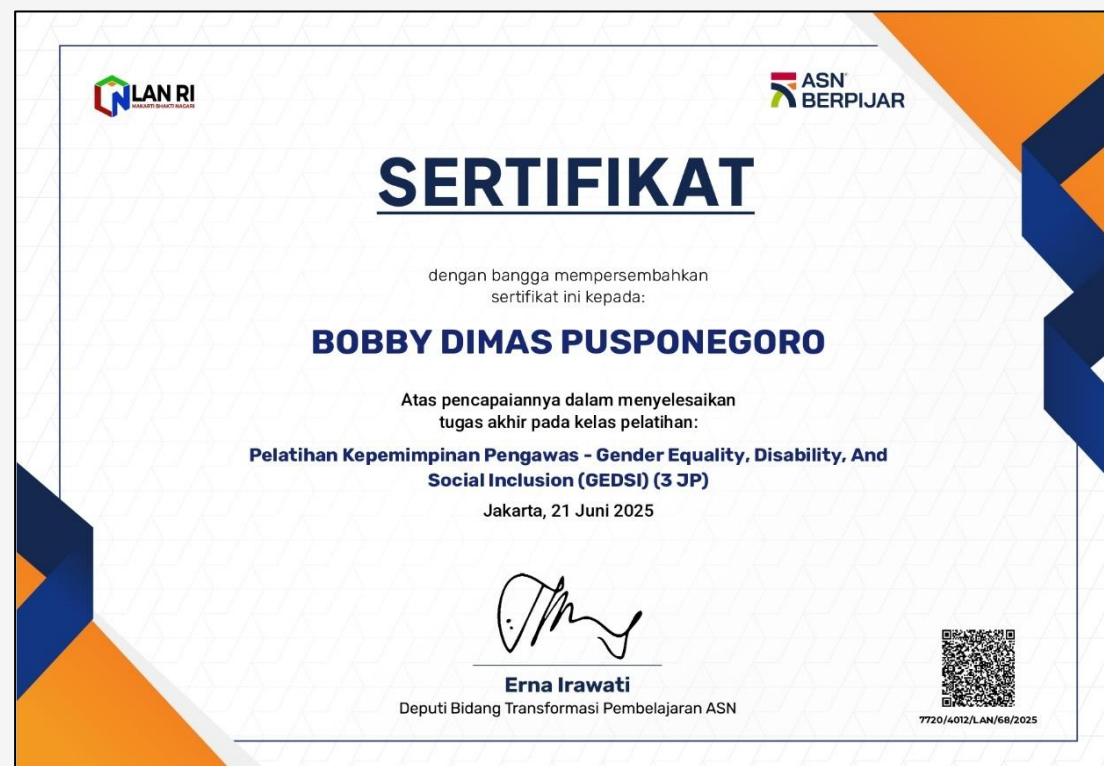 LAN RI
MAKARTI BHAKTI NAGARI
ASN
BERPIJAR
SERTIFIKAT
dengan bangga mempersembahkan
sertifikat ini kepada:
BOBBY DIMAS PUSPONEGORO
Atas pencapaiannya dalam menyelesaikan
tugas akhir pada kelas pelatihan:
Pelatihan Kepemimpinan Pengawas - Gender Equality, Disability, And
Social Inclusion (GEDSI) (3 JP)
Jakarta, 21 Juni 2025
Erna Irawati
Deputi Bidang Transformasi Pembelajaran ASN
7720/4012/LAN/68/2025